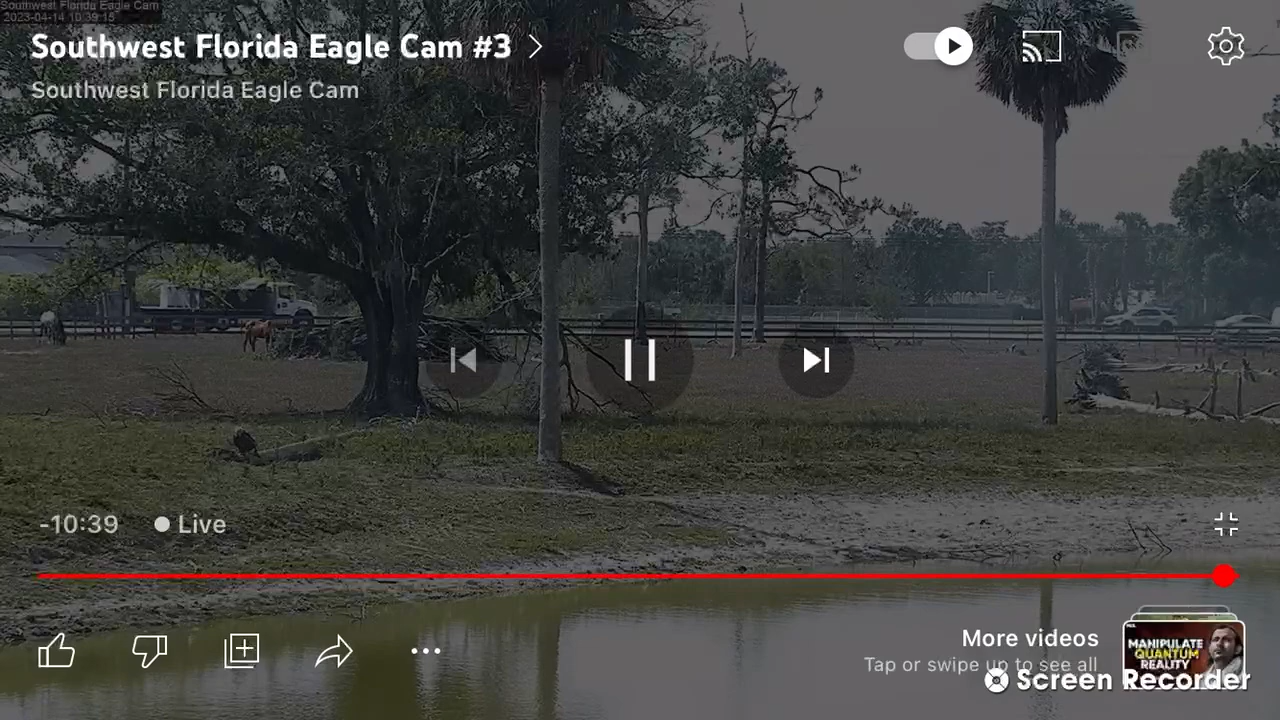 Southwest Florida Eagle Cam
2023-04-14 10:39:15
Southwest Florida Eagle Cam #3
Southwest Florida Eagle Cam
-10:39
Live
More videos
Tap or swipe up to see all
MANIPULATE
QUANTUM
REALITY
Screen Recorder